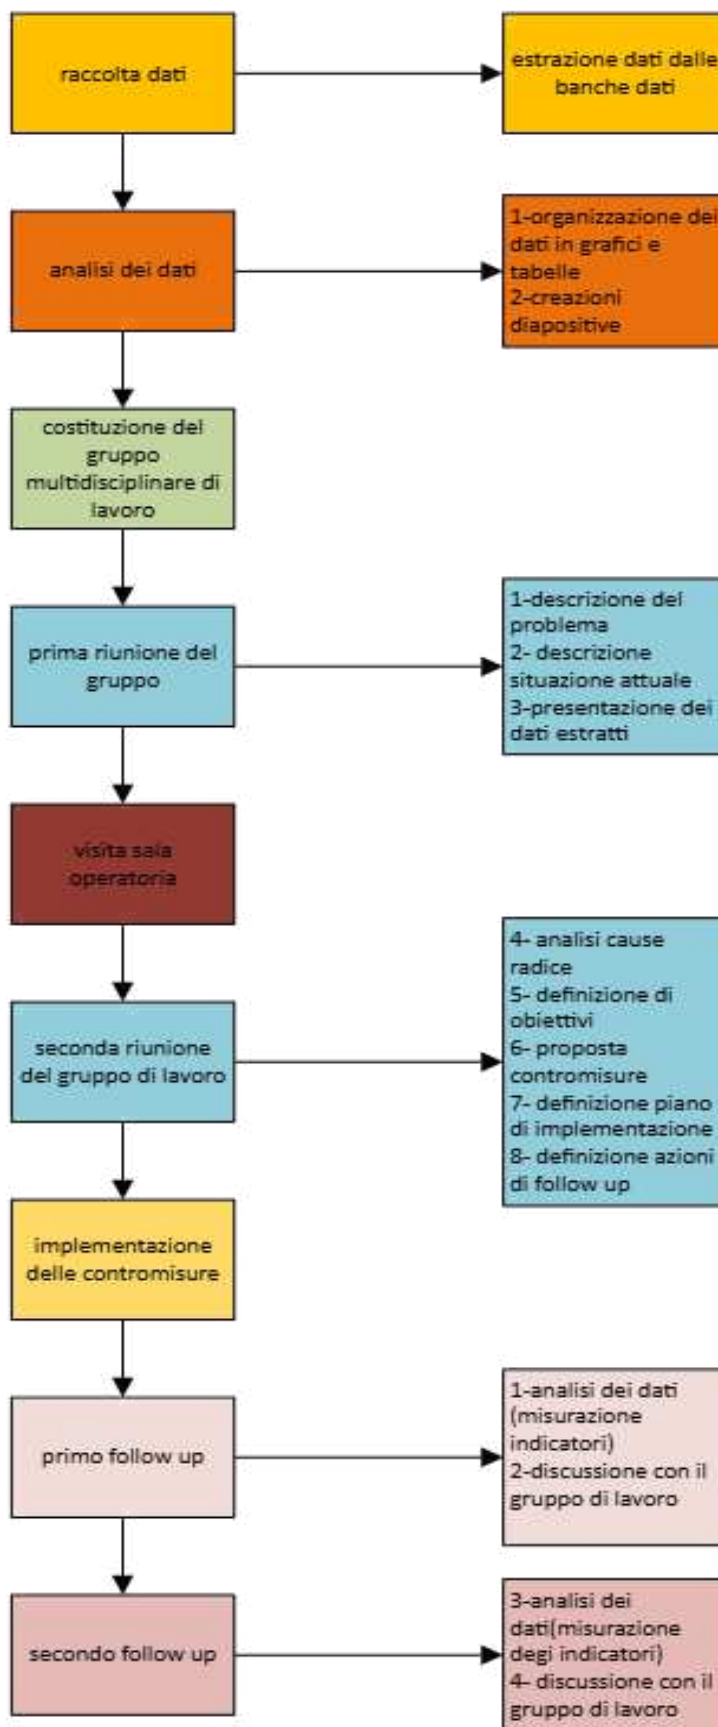 raccolta dati
estrazione dati dalle
banche dati
analisi dei dati
1-organizzazione dei
dati in grafici e
tabelle
2-creazioni
diapositive
costituzione del
gruppo
multidisciplinare di
lavoro
prima riunione del
gruppo
1-descrizione del
problema
2- descrizione
situazione attuale
3-presentazione dei
dati estratti
visita sala
operatoria
seconda riunione
del gruppo di lavoro
4- analisi cause
radice
5- definizione di
obiettivi
6- proposta
contromisure
7- definizione piano
di implementazione
8- definizione azioni
di follow up
implementazione
delle contromisure
primo follow up
1-analisi dei dati
(misurazione
indicatori)
2-discussione con il
gruppo di lavoro
secondo follow up
3-analisi dei
dati(misurazione
degi indicatori)
4- discussione con il
gruppo di lavoro